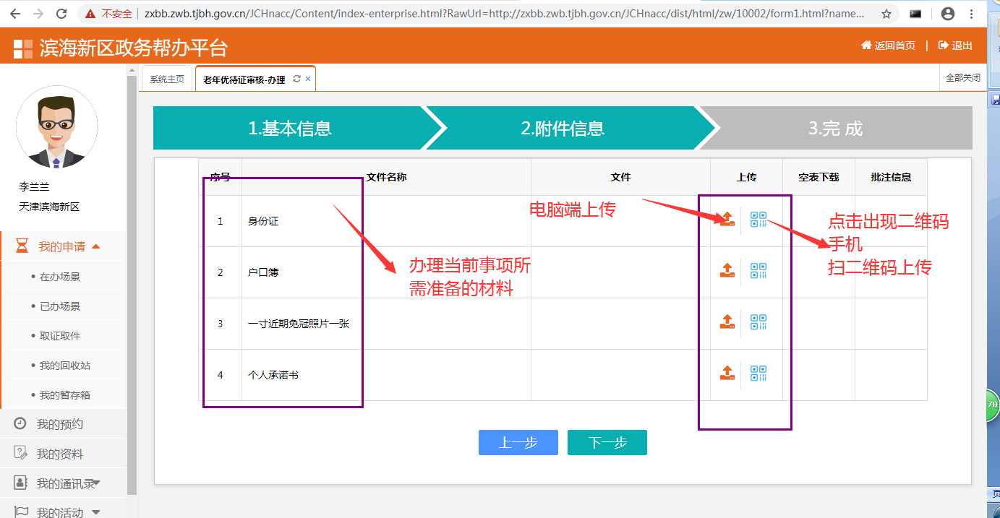 不安全 zxbb.zwb.tjbh.gov.cn/JCHnacc/Content/index-enterprise.html?RawUrl=http://zxbb.zwb.tjbh.gov.cn/JCHnacc/dist/html/zw/10002/form1.html?name...
滨海新区政务帮办平台
返回首页 | 退出
系统主页
老年优待证审核-办理
全部关闭
李兰兰
天津滨海新区
我的申请
• 在办场景
• 已办场景
• 取证取件
• 我的回收站
• 我的暂存箱
我的预约
我的资料
我的通讯录
我的活动
1.基本信息
2.附件信息
3.完 成
序号 文件名称 文件 上传 空表下载 批注信息
1 身份证
2 户口簿
3 一寸近期免冠照片一张
4 个人承诺书
办理当前事项所
需准备的材料
电脑端上传
点击出现二维码
手机
扫二维码上传
上一步
下一步
70
页